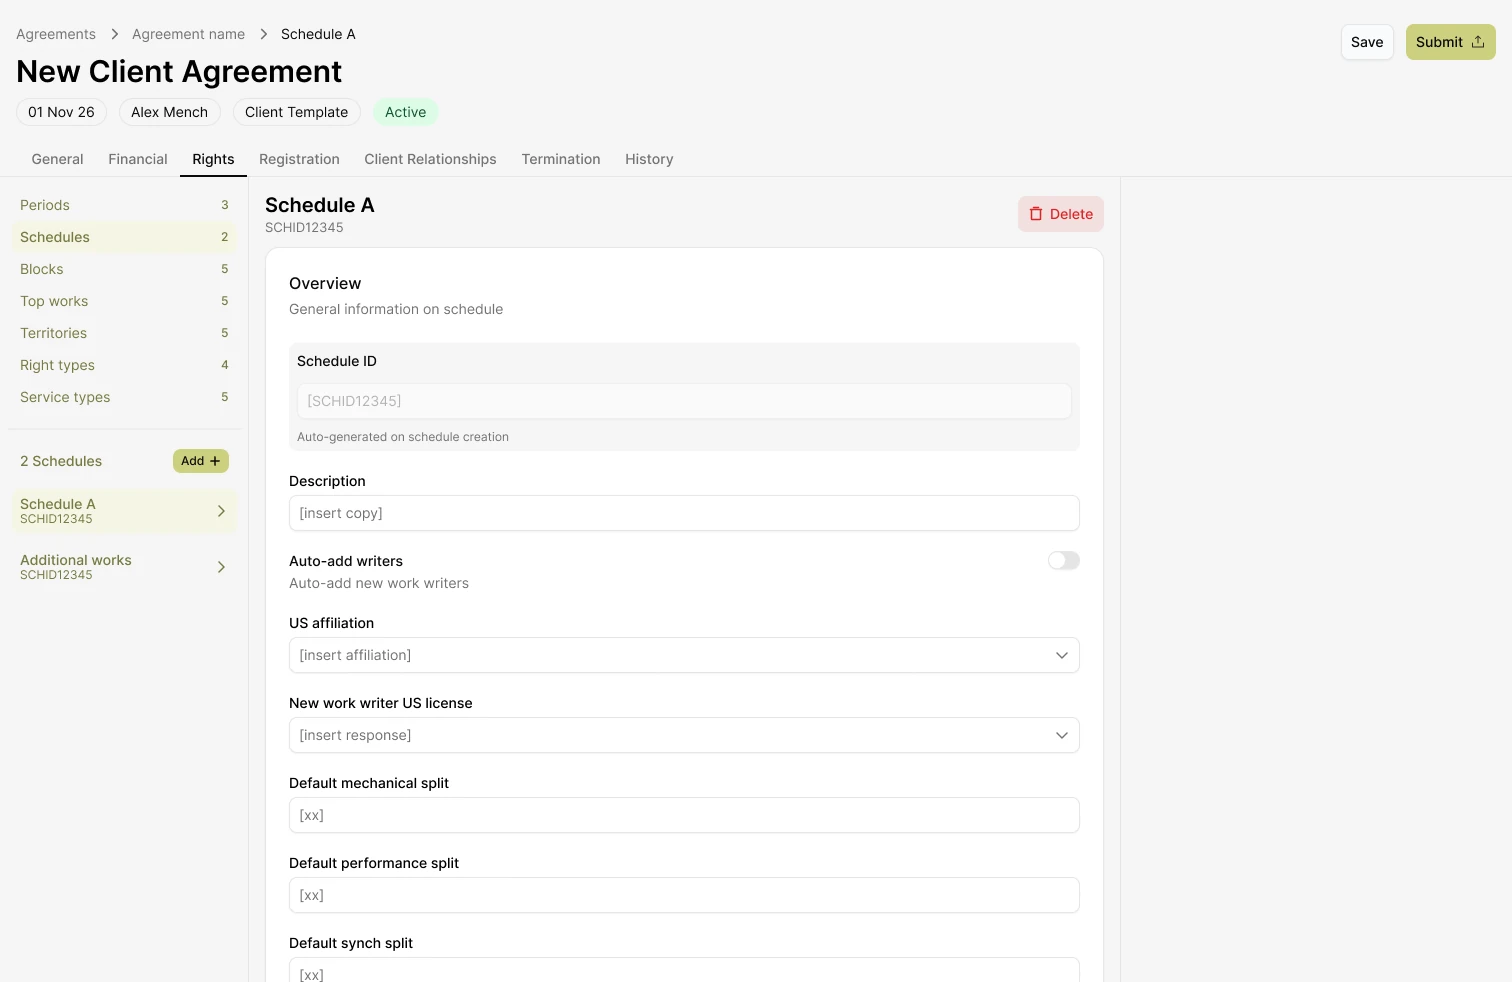 Agreements > Agreement name > Schedule A
Save
Submit
New Client Agreement
01 Nov 26
Alex Mench
Client Template
Active
General
Financial
Rights
Registration
Client Relationships
Termination
History
Periods 3
Schedules 2
Blocks 5
Top works 5
Territories 5
Right types 4
Service types 5
2 Schedules
Add +
Schedule A
SCHID12345
Additional works
SCHID12345
Schedule A
SCHID12345
Delete
Overview
General information on schedule
Schedule ID
[SCHID12345]
Auto-generated on schedule creation
Description
[insert copy]
Auto-add writers
Auto-add new work writers
US affiliation
[insert affiliation]
New work writer US license
[insert response]
Default mechanical split
[xx]
Default performance split
[xx]
Default synch split
[xx]